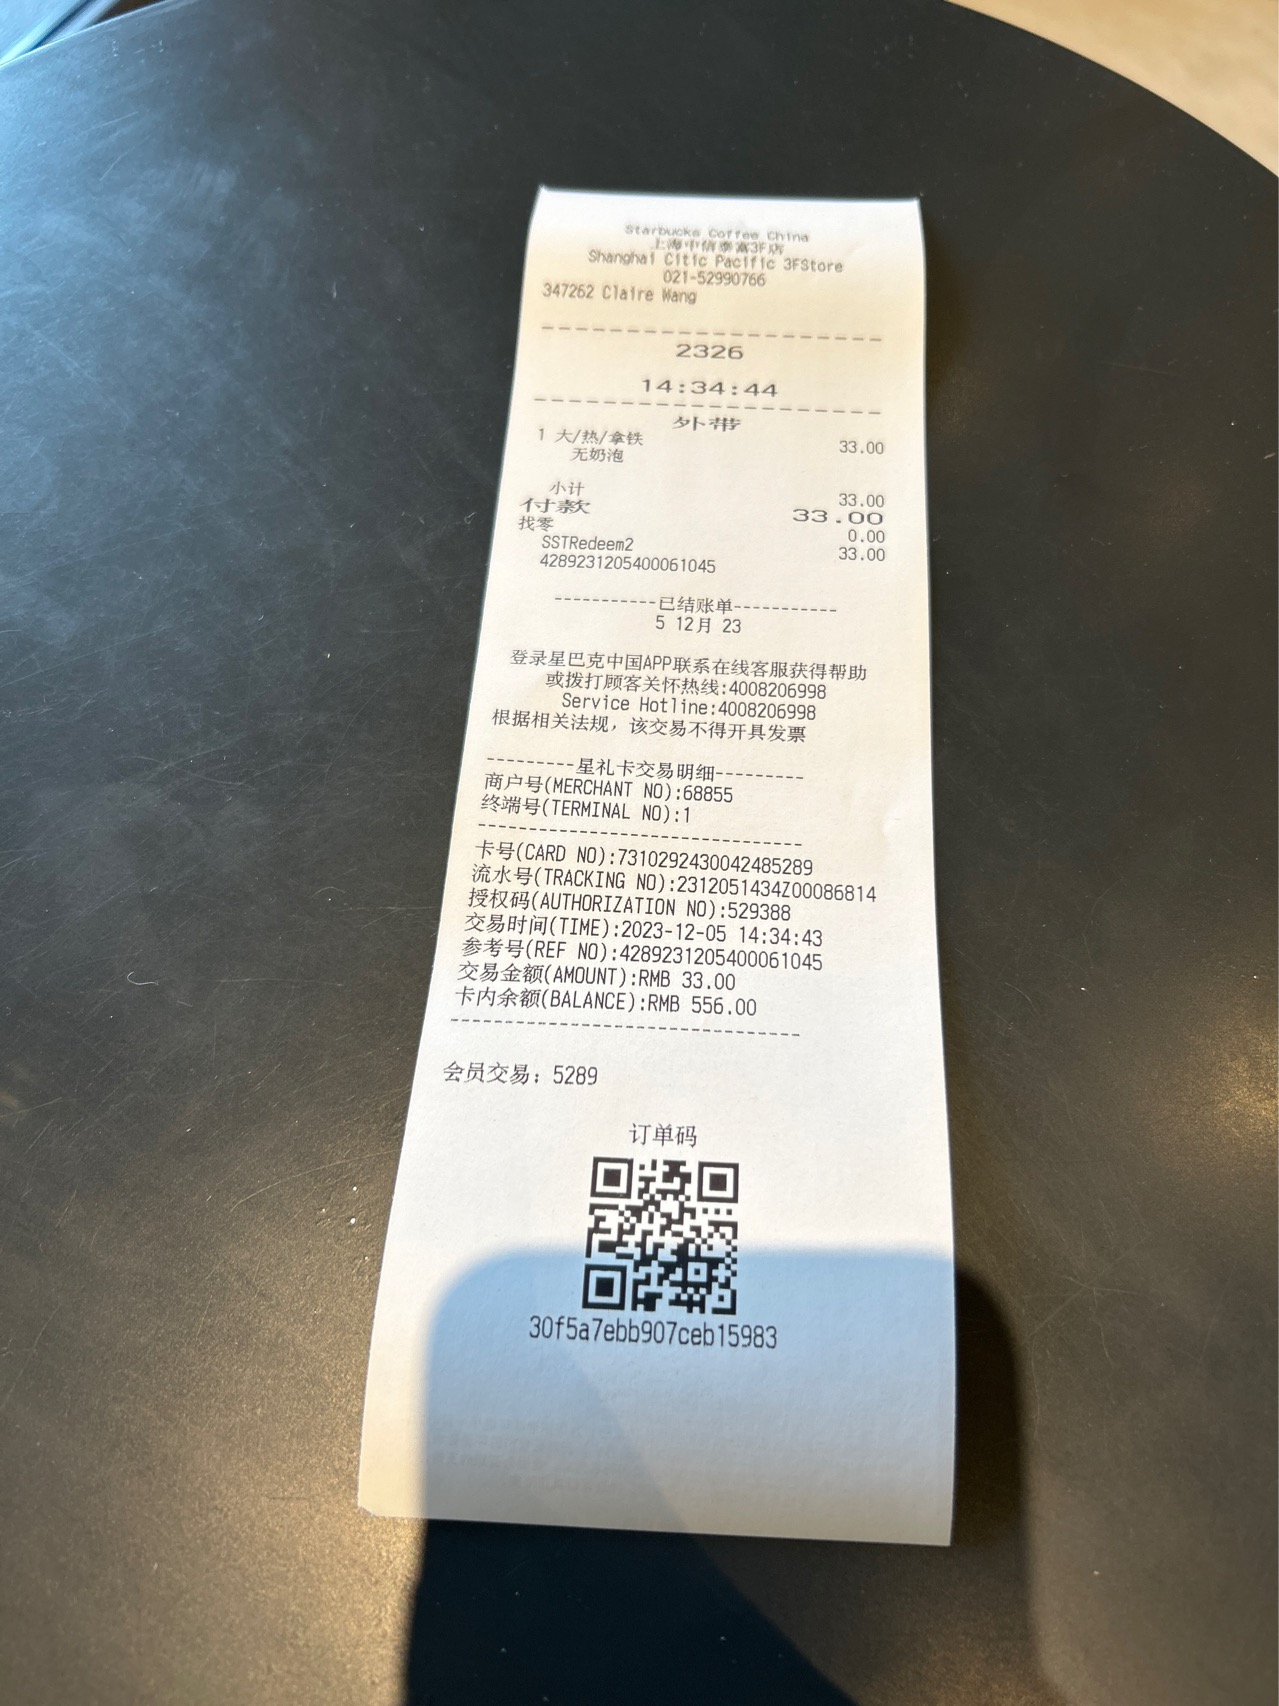 Starbucks Coffee China
上海中信泰富3F店
Shanghai Citic Pacific 3FStore
021-52990766
347262 Claire Wang
--------------------
2326
14:34:44
--------------------
外带
1 大/热/拿铁 33.00
无奶泡
小计 33.00
付款 33.00
找零 0.00
SSTRedeem2 33.00
4289231205400061045
-----------已结账单-----------
5 12月 23
登录星巴克中国APP联系在线客服获得帮助
或拨打顾客关怀热线:4008206998
Service Hotline:4008206998
根据相关法规，该交易不得开具发票
---------星礼卡交易明细---------
商户号(MERCHANT NO):68855
终端号(TERMINAL NO):1
--------------------------------
卡号(CARD NO):7310292430042485289
流水号(TRACKING NO):2312051434Z00086814
授权码(AUTHORIZATION NO):529388
交易时间(TIME):2023-12-05 14:34:43
参考号(REF NO):4289231205400061045
交易金额(AMOUNT):RMB 33.00
卡内余额(BALANCE):RMB 556.00
--------------------------------
会员交易：5289
订单码
30f5a7ebb907ceb15983